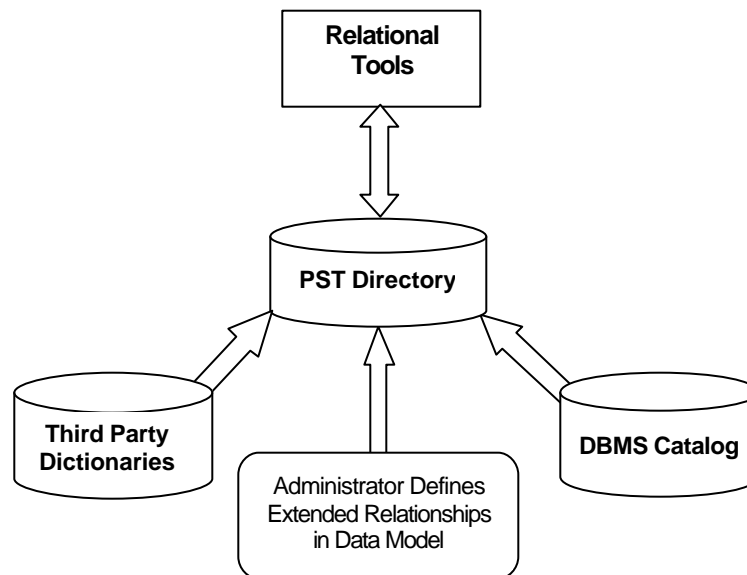 Relational
Tools
PST Directory
Third Party
Dictionaries
DBMS Catalog
Administrator Defines
Extended Relationships
in Data Model